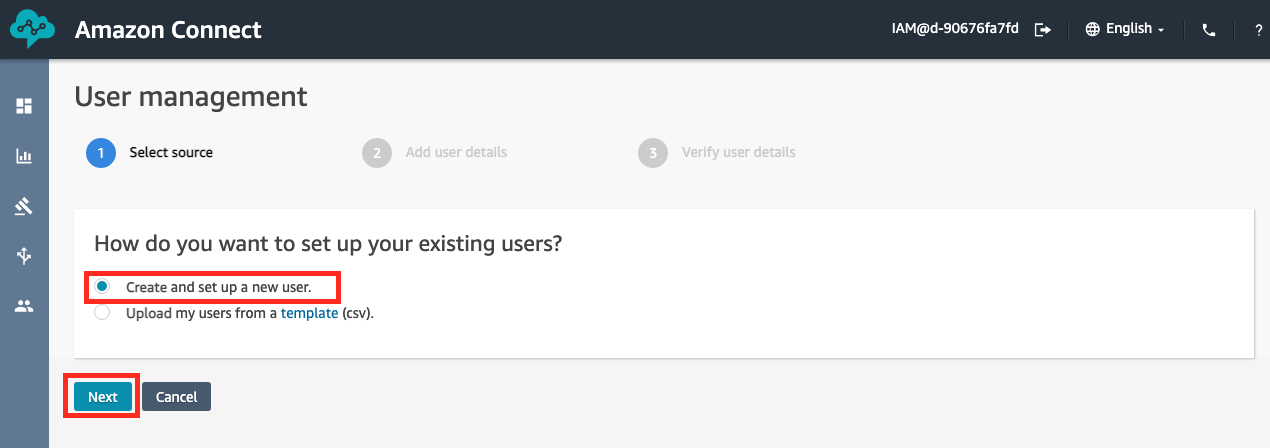 Amazon Connect
IAM@d-90676fa7fd
English
?
User management
1 Select source
2 Add user details
3 Verify user details
How do you want to set up your existing users?
Create and set up a new user.
Upload my users from a template (csv).
Next
Cancel